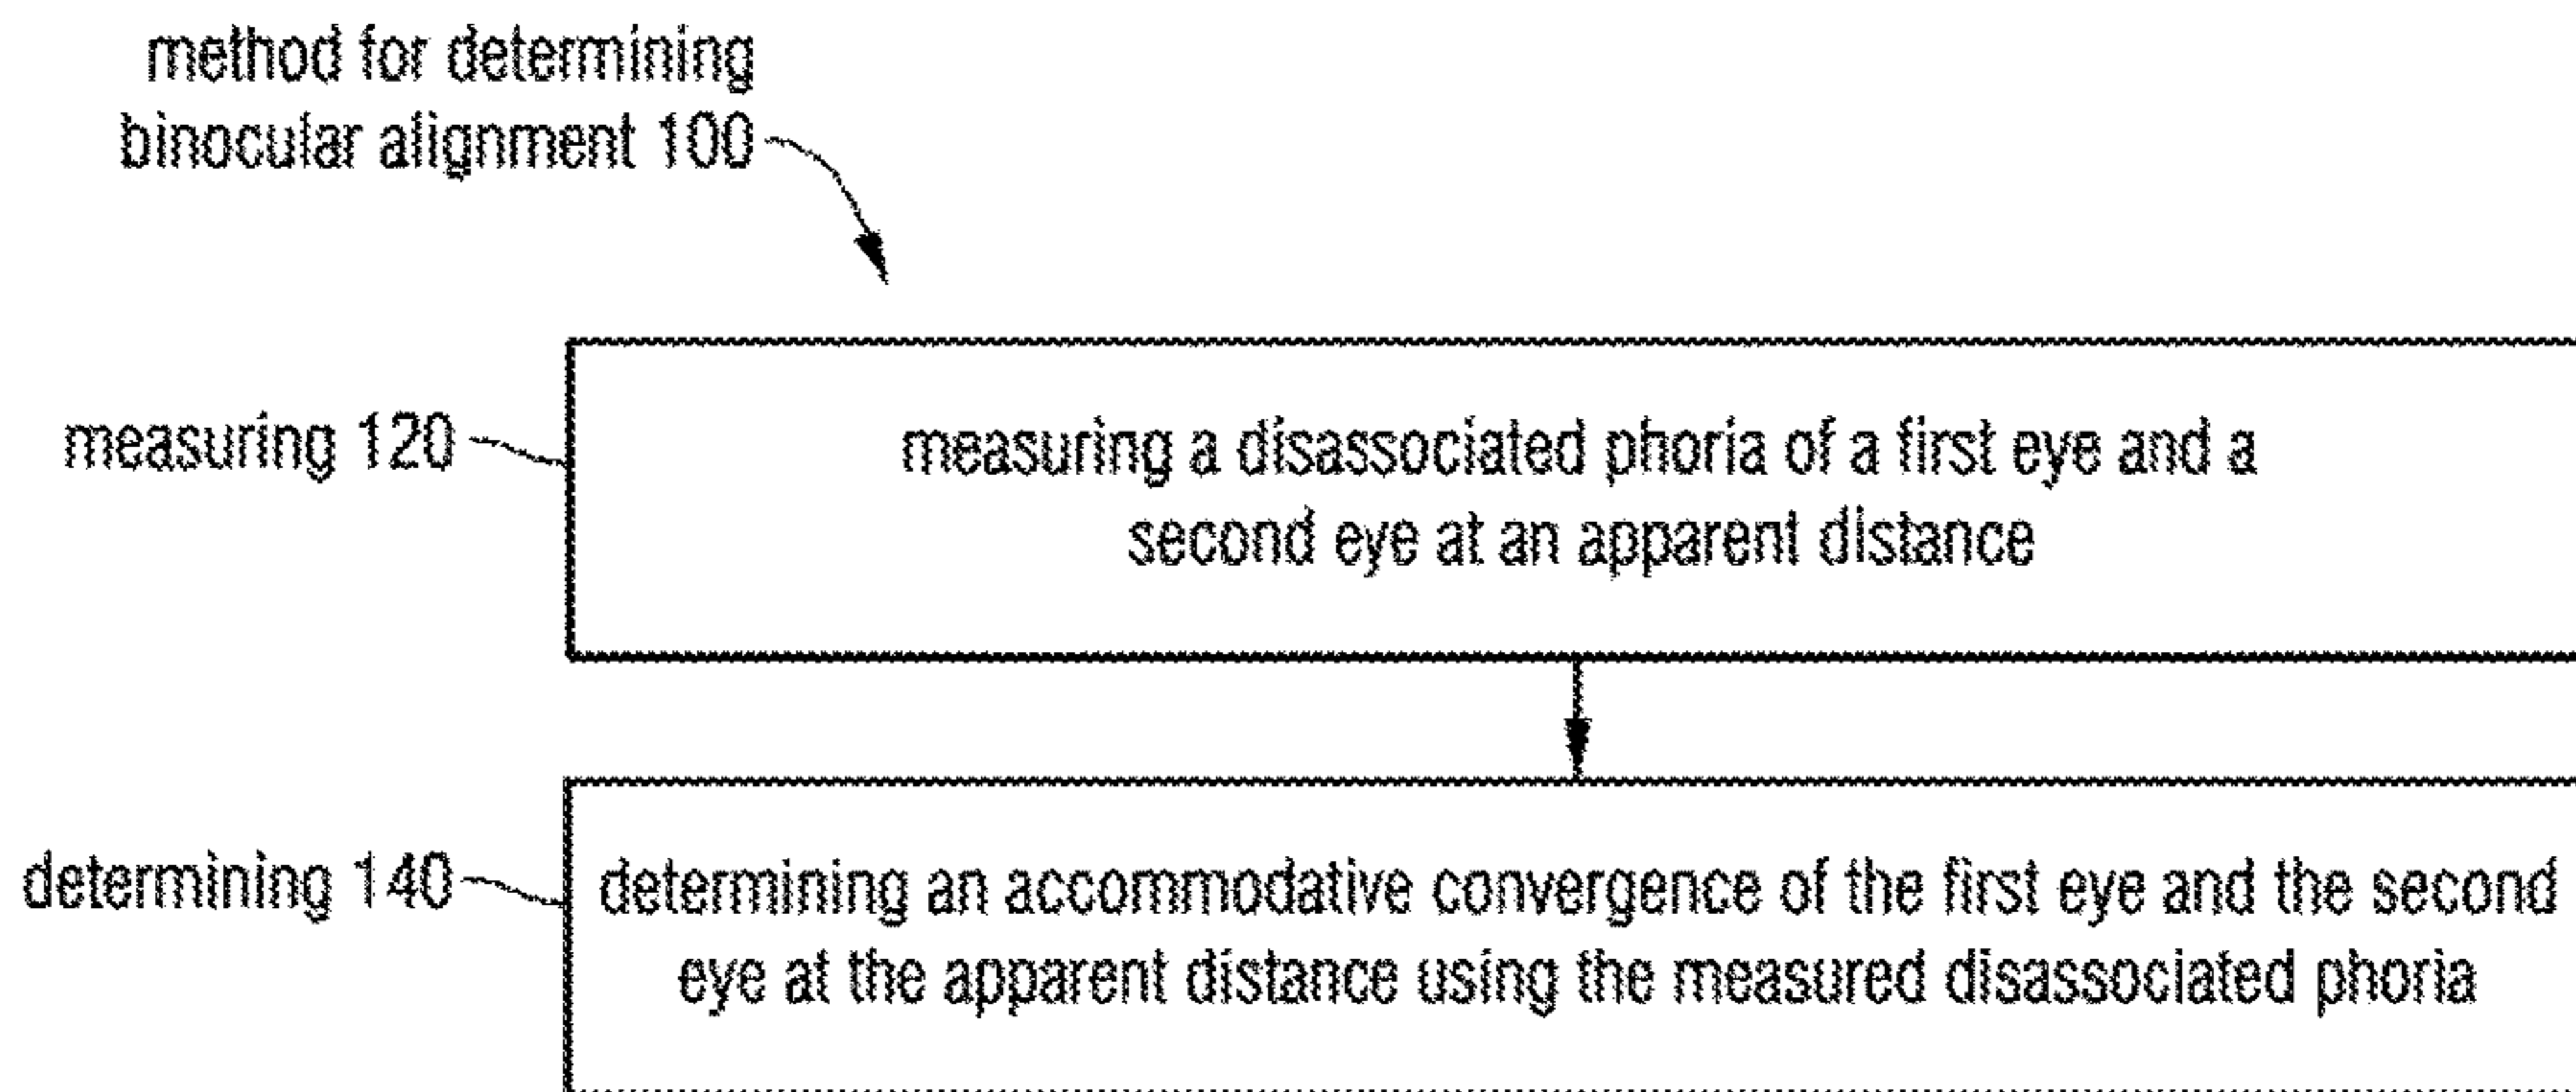 method for determining
binocular alignment 100
measuring 120
measuring a disassociated phoria of a first eye and a
second eye at an apparent distance
determining 140
determining an accommodative convergence of the first eye and the second
eye at the apparent distance using the measured disassociated phoria